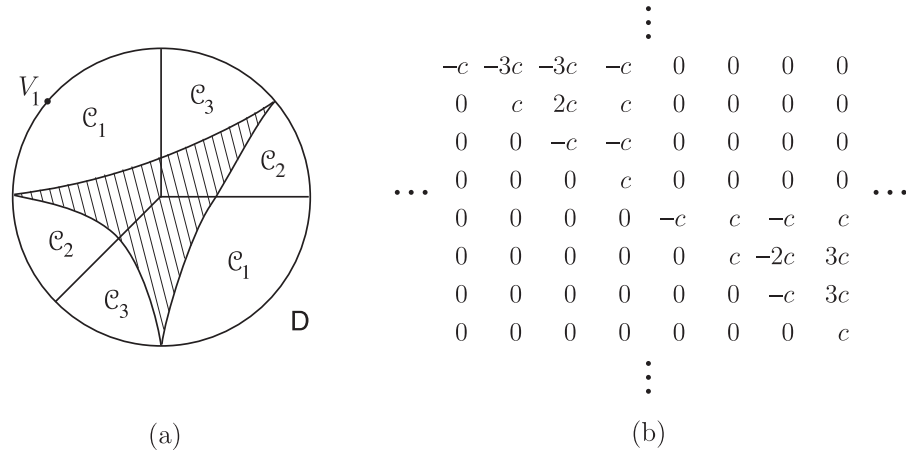 V₁
𝒞₁
𝒞₃
𝒞₂
𝒞₂
𝒞₁
𝒞₃
D
(a)
⋮
−c −3c −3c −c 0 0 0 0
0 c 2c c 0 0 0 0
0 0 −c −c 0 0 0 0
⋯ 0 0 0 c 0 0 0 0 ⋯
0 0 0 0 −c c −c c
0 0 0 0 0 c −2c 3c
0 0 0 0 0 0 −c 3c
0 0 0 0 0 0 0 c
⋮
(b)